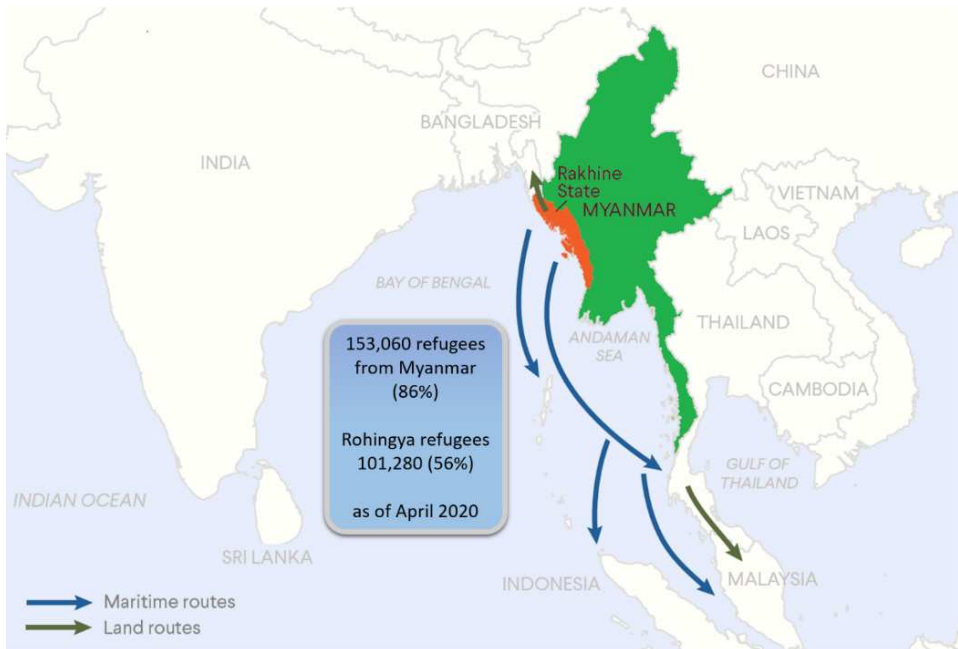 CHINA
BANGLADESH
INDIA
Rakhine
State
MYANMAR
VIETNAM
LAOS
BAY OF BENGAL
THAILAND
ANDAMAN
SEA
153,060 refugees
from Myanmar
(86%)
Rohingya refugees
101,280 (56%)
as of April 2020
CAMBODIA
GULF OF
THAILAND
INDIAN OCEAN
SRI LANKA
INDONESIA
MALAYSIA
Maritime routes
Land routes